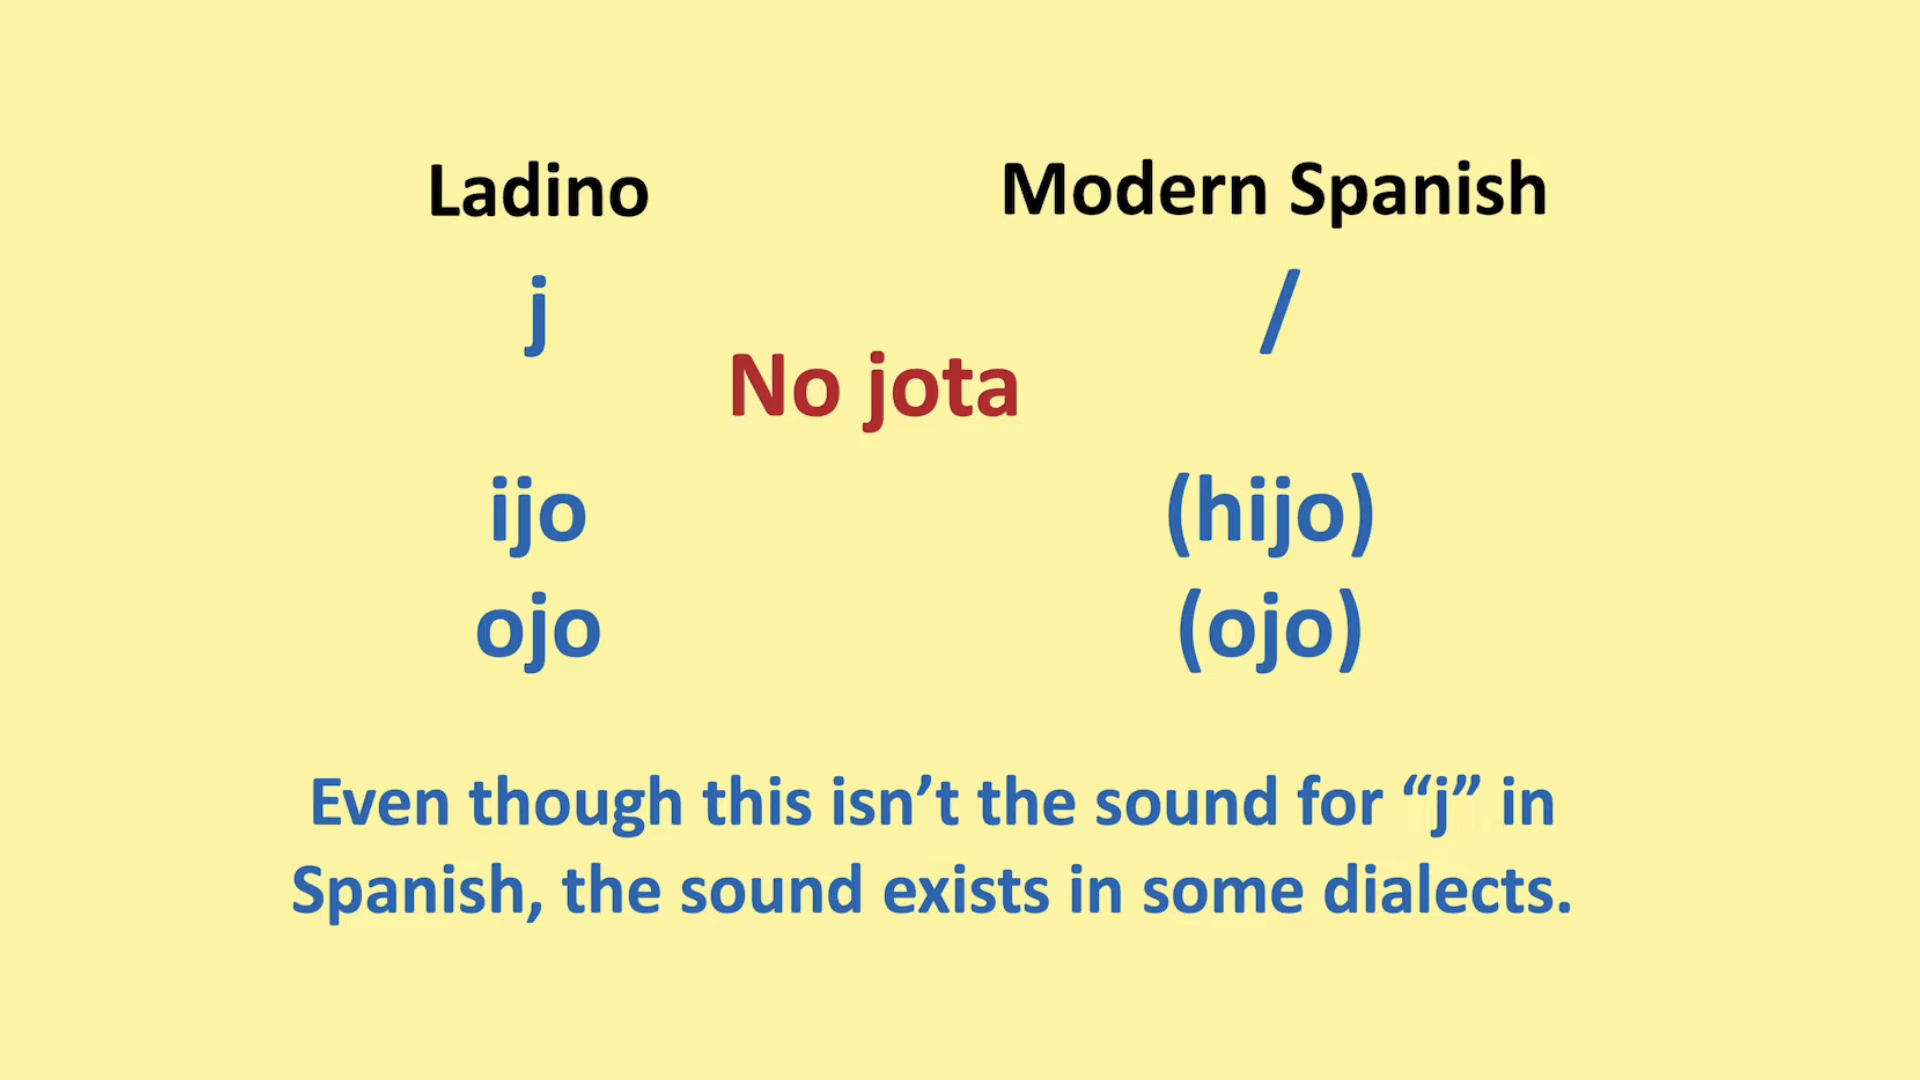 Ladino Modern Spanish
j /
No jota
ijo (hijo)
ojo (ojo)
Even though this isn’t the sound for “j” in
Spanish, the sound exists in some dialects.